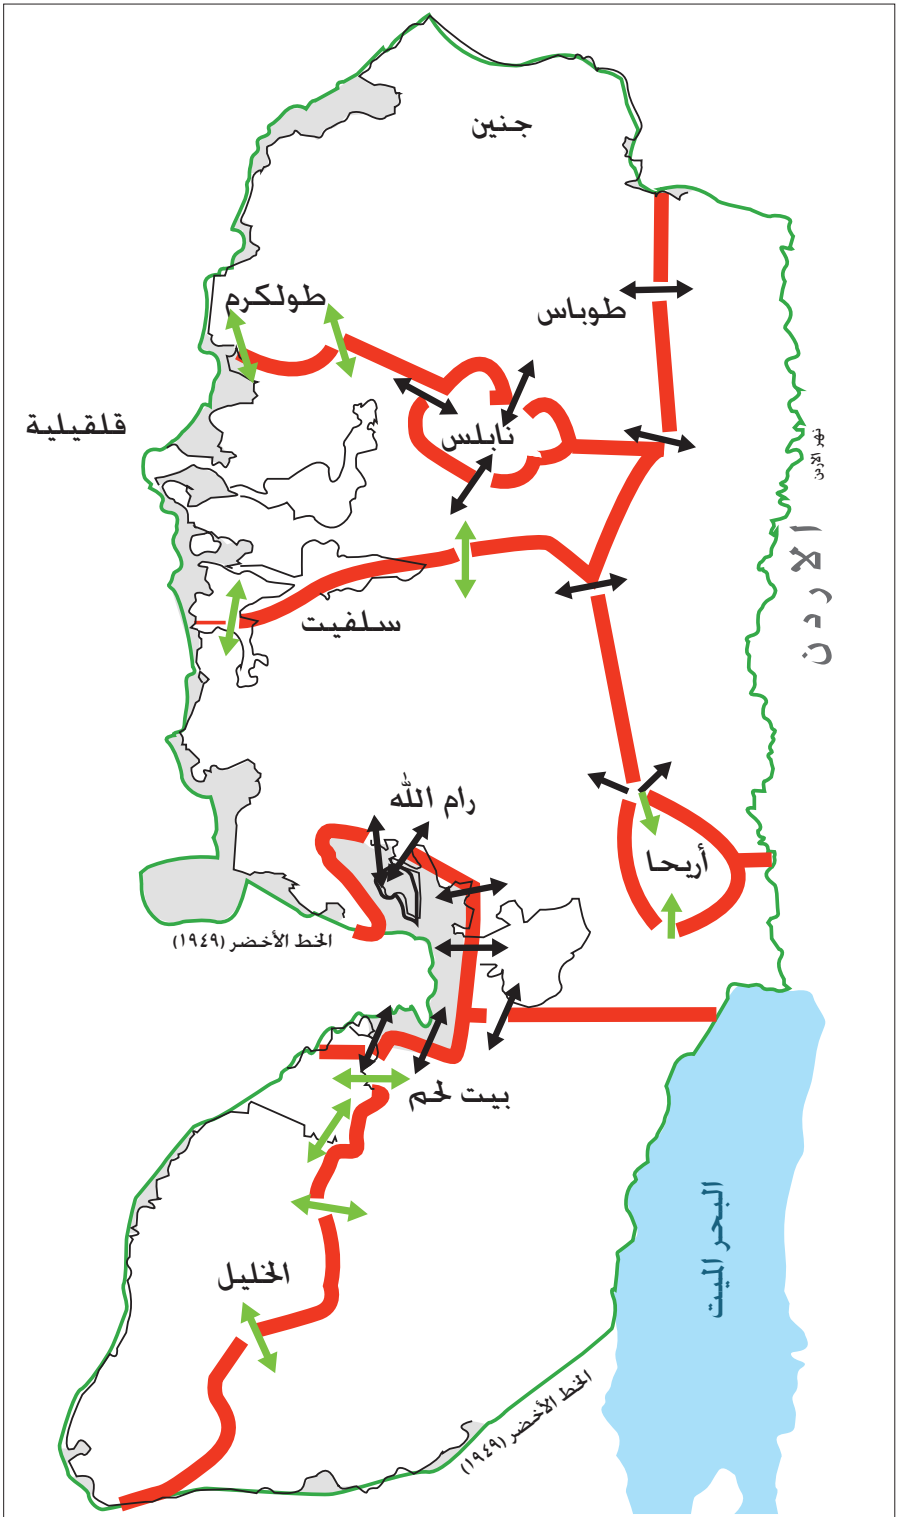 جنين
طولكرم
طوباس
قلقيلية
نابلس
نهر الأردن
الاردن
سلفيت
رام الله
أريحا
الخط الأخضر (١٩٤٩)
بيت لحم
البحر الميت
الخليل
الخط الأخضر (١٩٤٩)